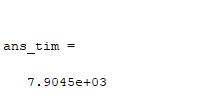 ans_tim =
7.9045e+03